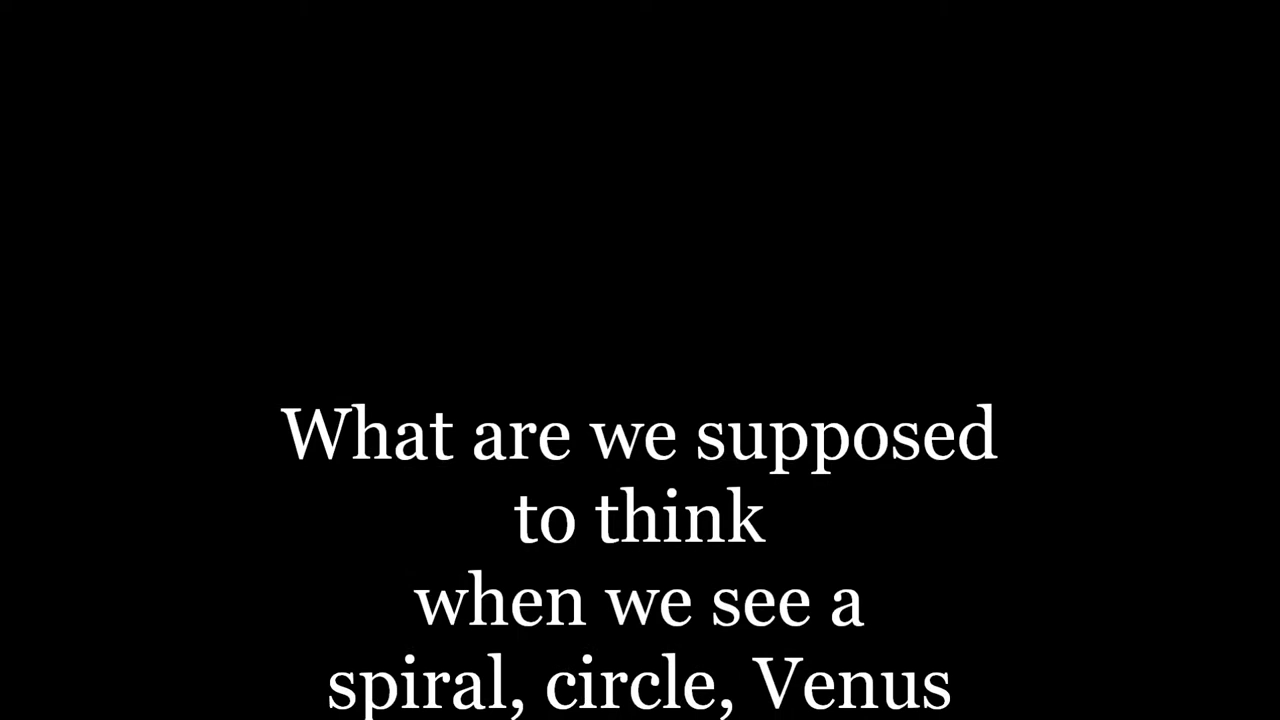 What are we supposed
to think
when we see a
spiral, circle, Venus